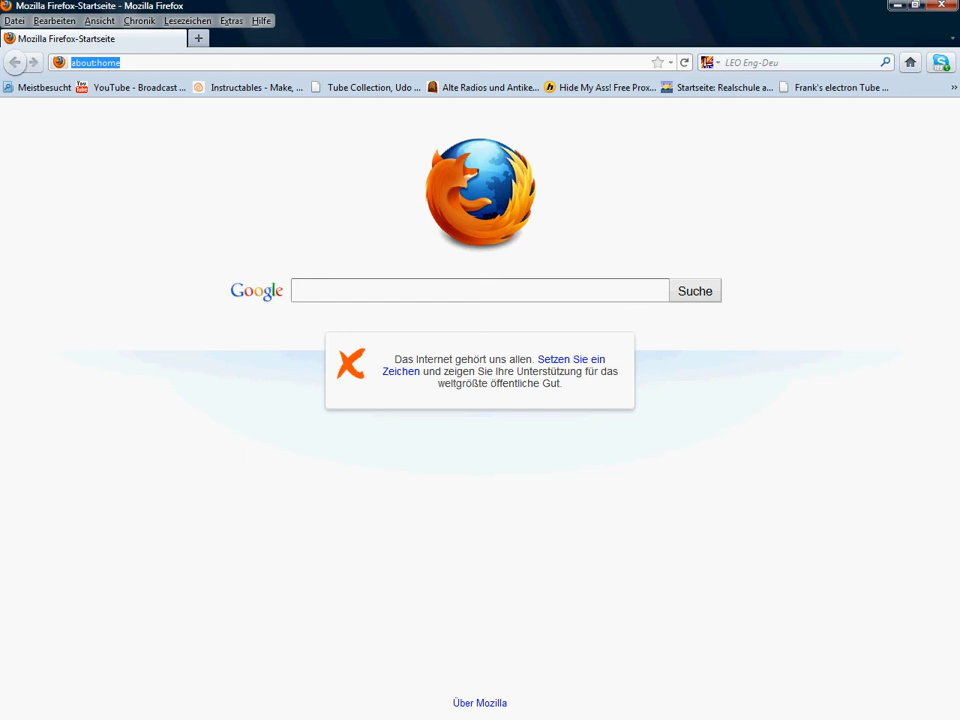 Mozilla Firefox-Startseite - Mozilla Firefox
Datei Bearbeiten Ansicht Chronik Lesezeichen Extras Hilfe
Mozilla Firefox-Startseite
about:home LEO Eng-Deu
Meistbesucht YouTube - Broadcast ... Instructables - Make, ... Tube Collection, Udo ... Alte Radios und Antike... Hide My Ass! Free Prox... Startseite: Realschule a... Frank's electron Tube ...
Google Suche
Das Internet gehört uns allen. Setzen Sie ein
Zeichen und zeigen Sie Ihre Unterstützung für das
weltgrößte öffentliche Gut.
Über Mozilla